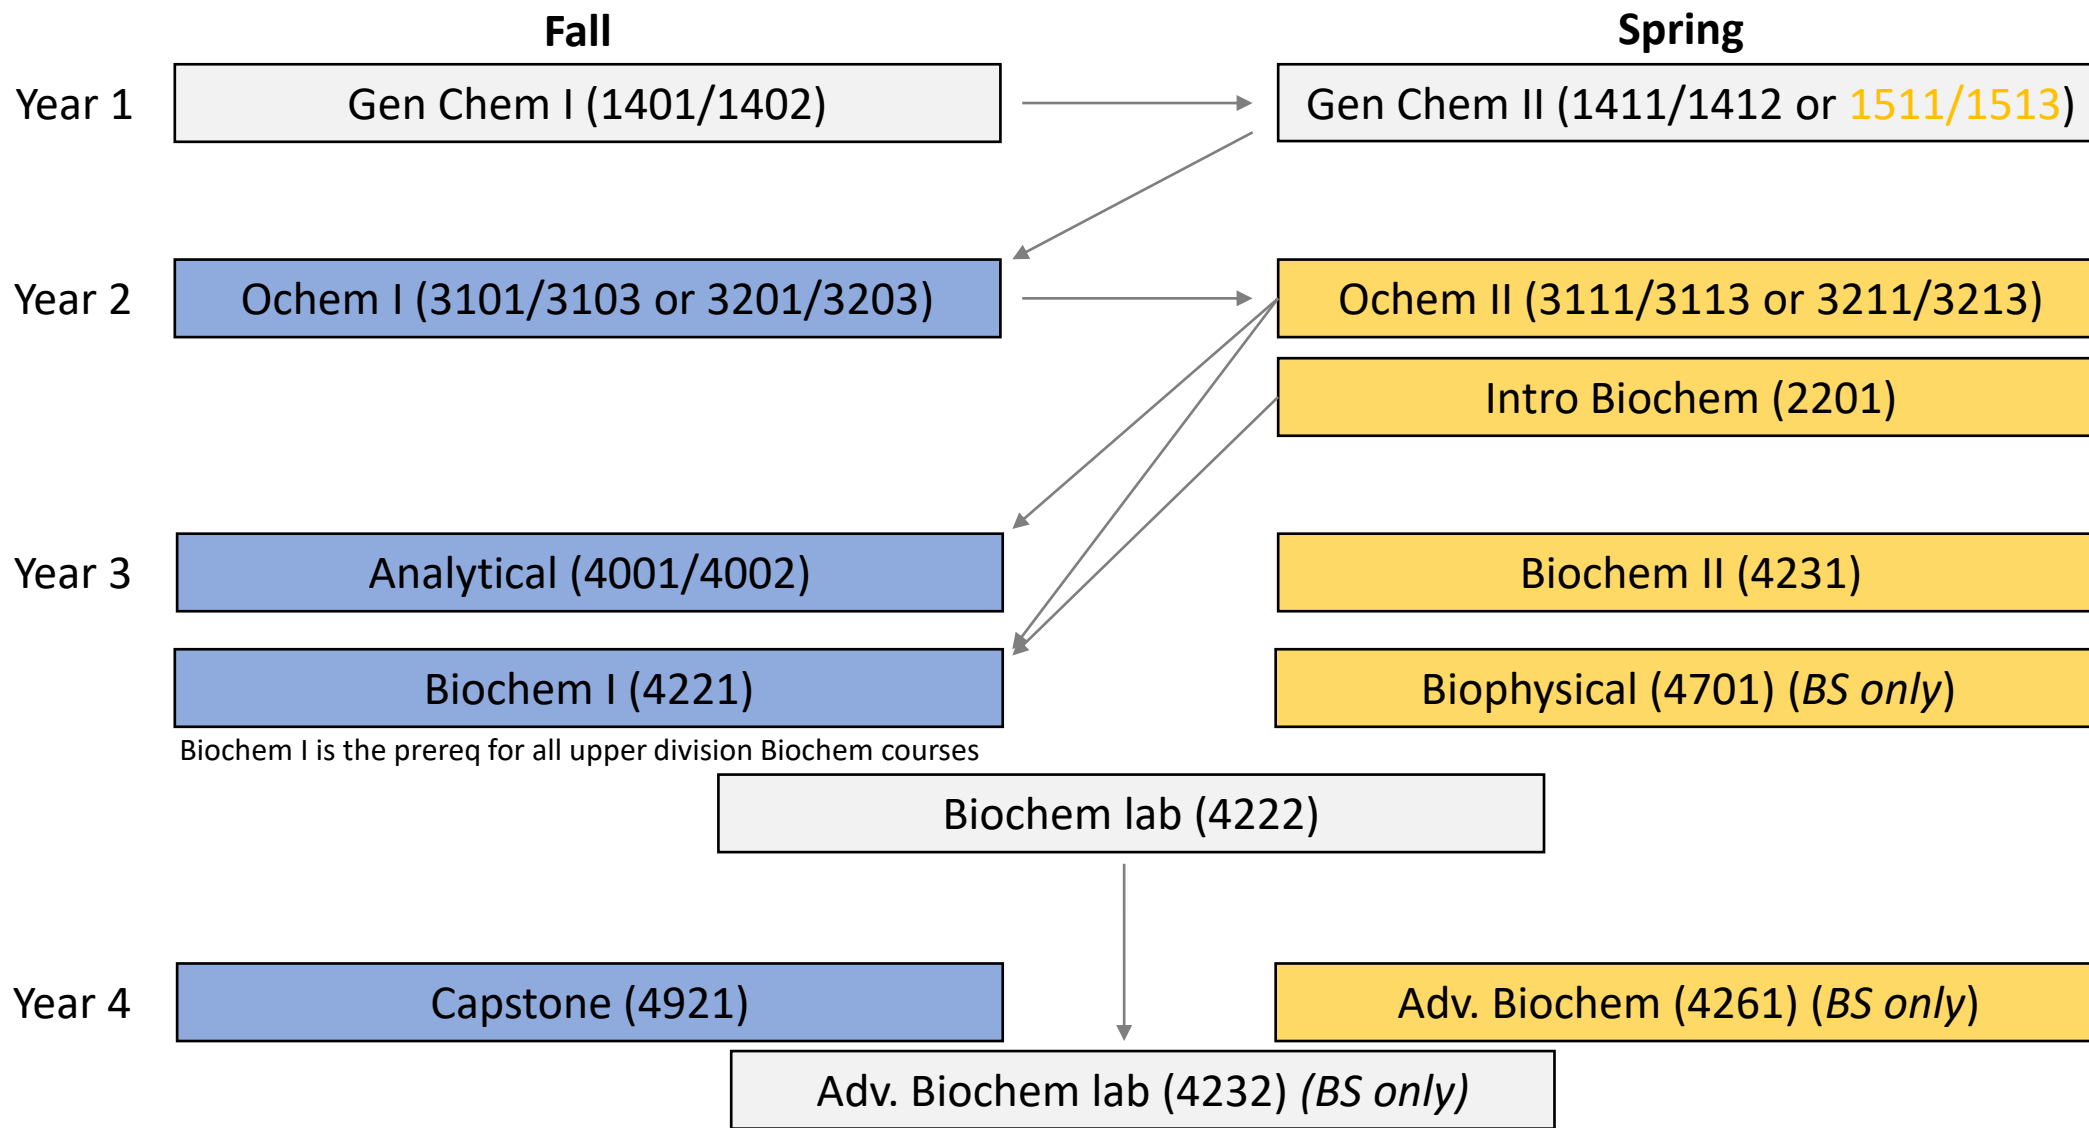 Fall
Spring
Year 1
Gen Chem I (1401/1402)
Gen Chem II (1411/1412 or 1511/1513)
Year 2
Ochem I (3101/3103 or 3201/3203)
Ochem II (3111/3113 or 3211/3213)
Intro Biochem (2201)
Year 3
Analytical (4001/4002)
Biochem II (4231)
Biochem I (4221)
Biophysical (4701) (BS only)
Biochem I is the prereq for all upper division Biochem courses
Biochem lab (4222)
Year 4
Capstone (4921)
Adv. Biochem (4261) (BS only)
Adv. Biochem lab (4232) (BS only)